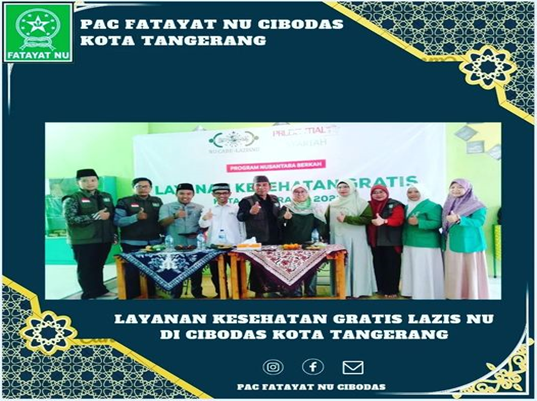 PAC FATAYAT NU CIBODAS
KOTA TANGERANG
FATAYAT NU
PROGRAM NUSANTARA BERKAH
LAYANAN KESEHATAN GRATIS
LAYANAN KESEHATAN GRATIS LAZIS NU
DI CIBODAS KOTA TANGERANG
PAC FATAYAT NU CIBODAS